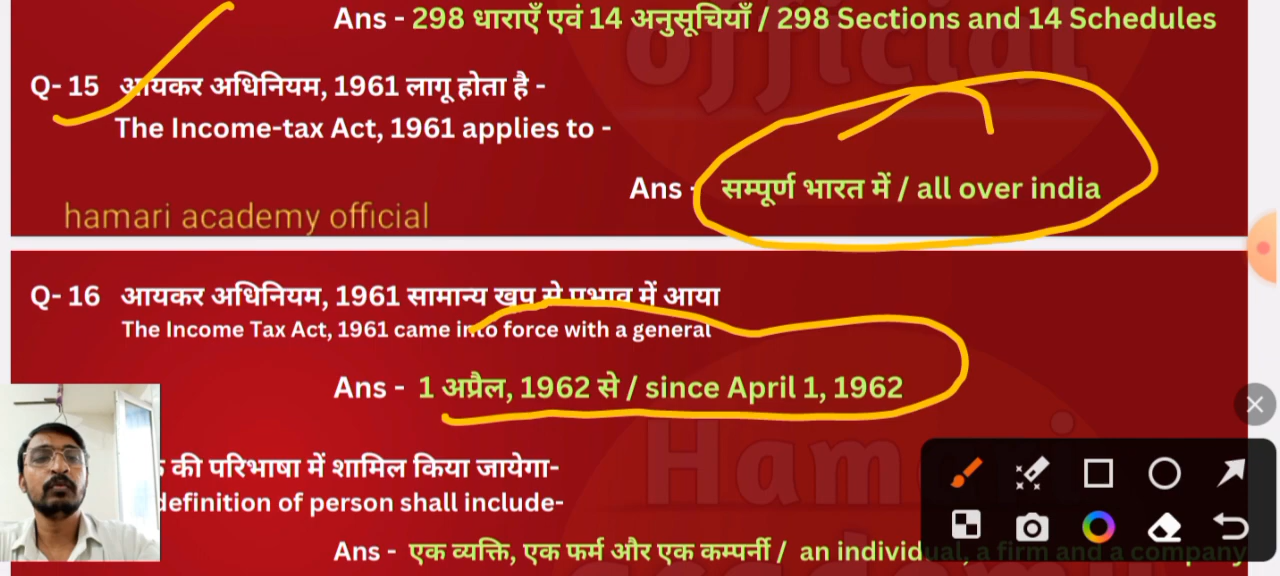 Ans - 298 धाराएँ एवं 14 अनुसूचियाँ / 298 Sections and 14 Schedules
Q- 15 आयकर अधिनियम, 1961 लागू होता है -
The Income-tax Act, 1961 applies to -
Ans - सम्पूर्ण भारत में / all over india
hamari academy official
Q- 16 आयकर अधिनियम, 1961 सामान्य खप से प्रभाव में आया
The Income Tax Act, 1961 came into force with a general
Ans - 1 अप्रैल, 1962 से / since April 1, 1962
की परिभाषा में शामिल किया जायेगा-
definition of person shall include-
Ans - एक व्यक्ति, एक फर्म और एक कम्पनी / an individual, a firm and a company
official
Hamari